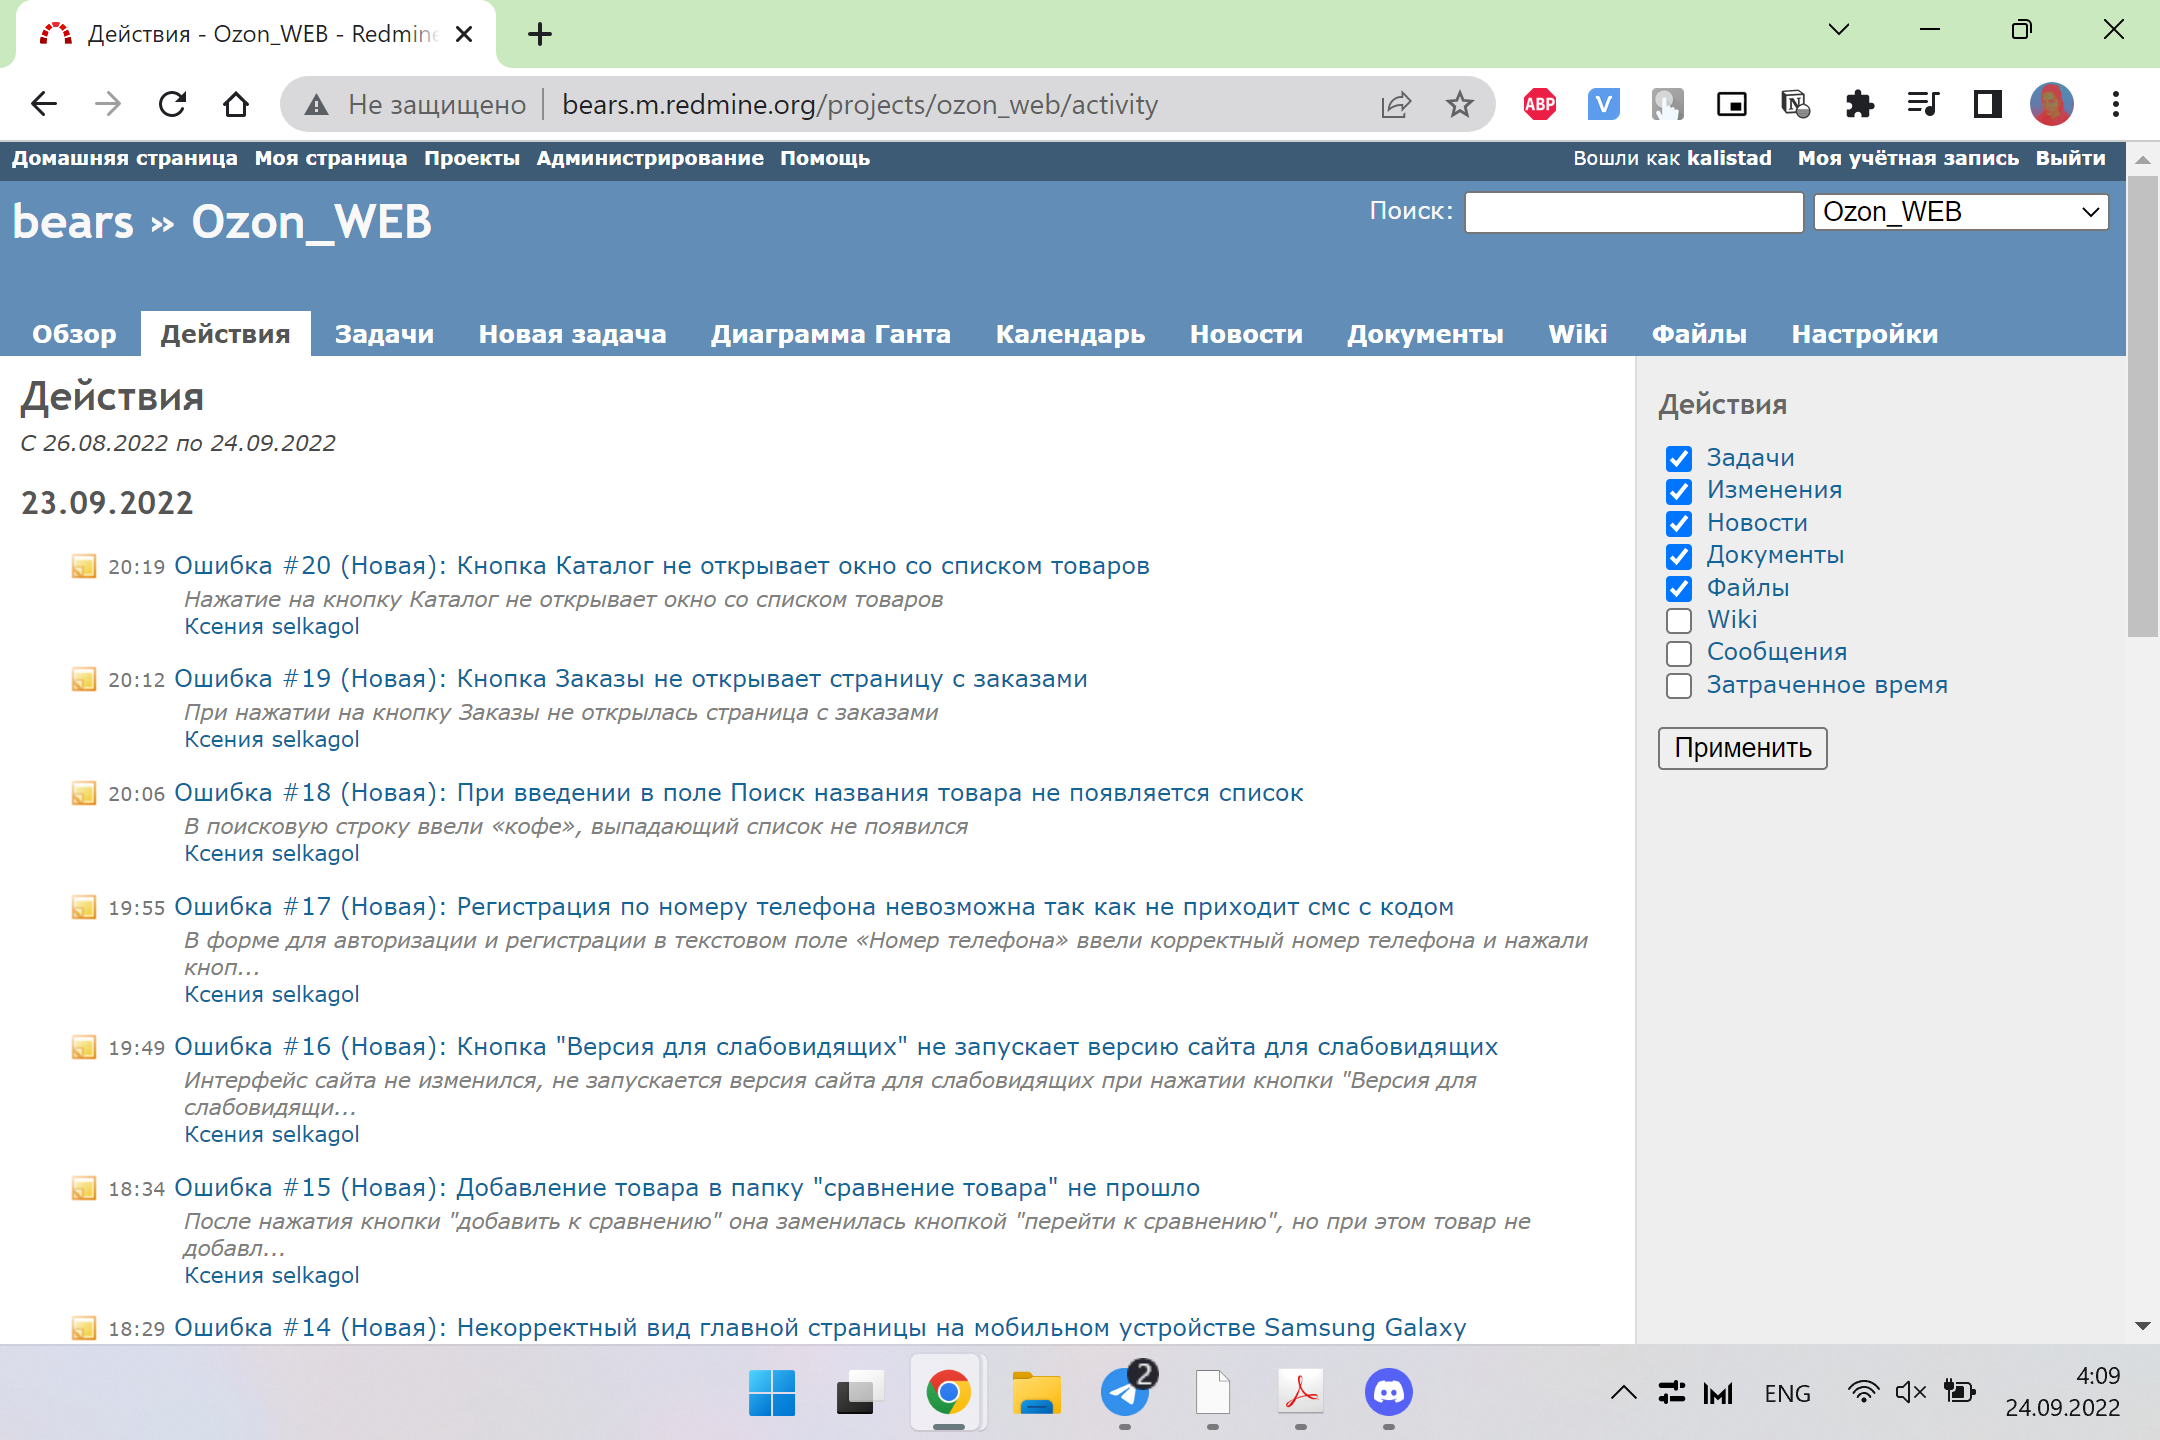 Действия - Ozon_WEB - Redmine
Не защищено bears.m.redmine.org/projects/ozon_web/activity
ABP
V
N
Домашняя страница Моя страница Проекты Администрирование Помощь Вошли как kalistad Моя учётная запись Выйти
bears » Ozon_WEB Поиск: Ozon_WEB
Обзор Действия Задачи Новая задача Диаграмма Ганта Календарь Новости Документы Wiki Файлы Настройки
Действия
С 26.08.2022 по 24.09.2022
23.09.2022
20:19 Ошибка #20 (Новая): Кнопка Каталог не открывает окно со списком товаров
Нажатие на кнопку Каталог не открывает окно со списком товаров
Ксения selkagol
20:12 Ошибка #19 (Новая): Кнопка Заказы не открывает страницу с заказами
При нажатии на кнопку Заказы не открылась страница с заказами
Ксения selkagol
20:06 Ошибка #18 (Новая): При введении в поле Поиск названия товара не появляется список
В поисковую строку ввели «кофе», выпадающий список не появился
Ксения selkagol
19:55 Ошибка #17 (Новая): Регистрация по номеру телефона невозможна так как не приходит смс с кодом
В форме для авторизации и регистрации в текстовом поле «Номер телефона» ввели корректный номер телефона и нажали
кноп...
Ксения selkagol
19:49 Ошибка #16 (Новая): Кнопка "Версия для слабовидящих" не запускает версию сайта для слабовидящих
Интерфейс сайта не изменился, не запускается версия сайта для слабовидящих при нажатии кнопки "Версия для
слабовидящи...
Ксения selkagol
18:34 Ошибка #15 (Новая): Добавление товара в папку "сравнение товара" не прошло
После нажатия кнопки "добавить к сравнению" она заменилась кнопкой "перейти к сравнению", но при этом товар не
добавл...
Ксения selkagol
18:29 Ошибка #14 (Новая): Некорректный вид главной страницы на мобильном устройстве Samsung Galaxy
Действия
Задачи
Изменения
Новости
Документы
Файлы
Wiki
Сообщения
Затраченное время
Применить
2
ENG
4:09
24.09.2022